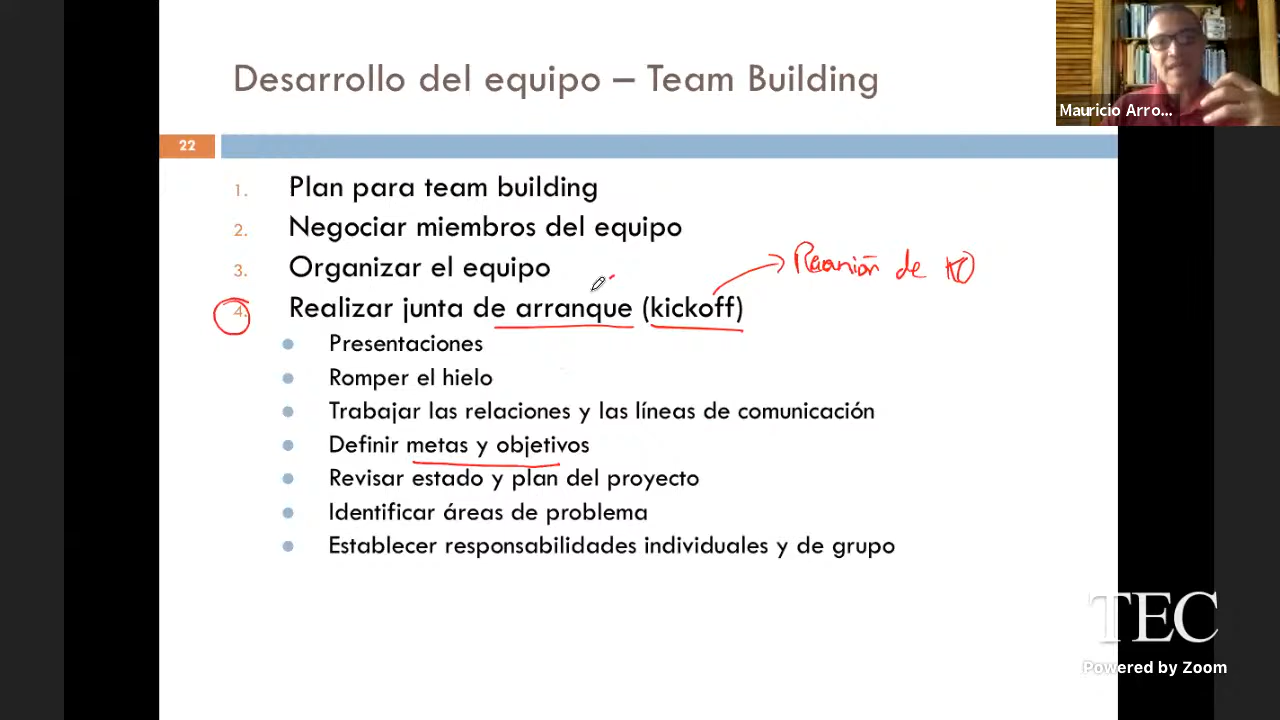 Desarrollo del equipo – Team Building
Mauricio Arro...
22
1. Plan para team building
2. Negociar miembros del equipo
3. Organizar el equipo
Reunión de KO
4. Realizar junta de arranque (kickoff)
Presentaciones
Romper el hielo
Trabajar las relaciones y las líneas de comunicación
Definir metas y objetivos
Revisar estado y plan del proyecto
Identificar áreas de problema
Establecer responsabilidades individuales y de grupo
TEC
Powered by Zoom